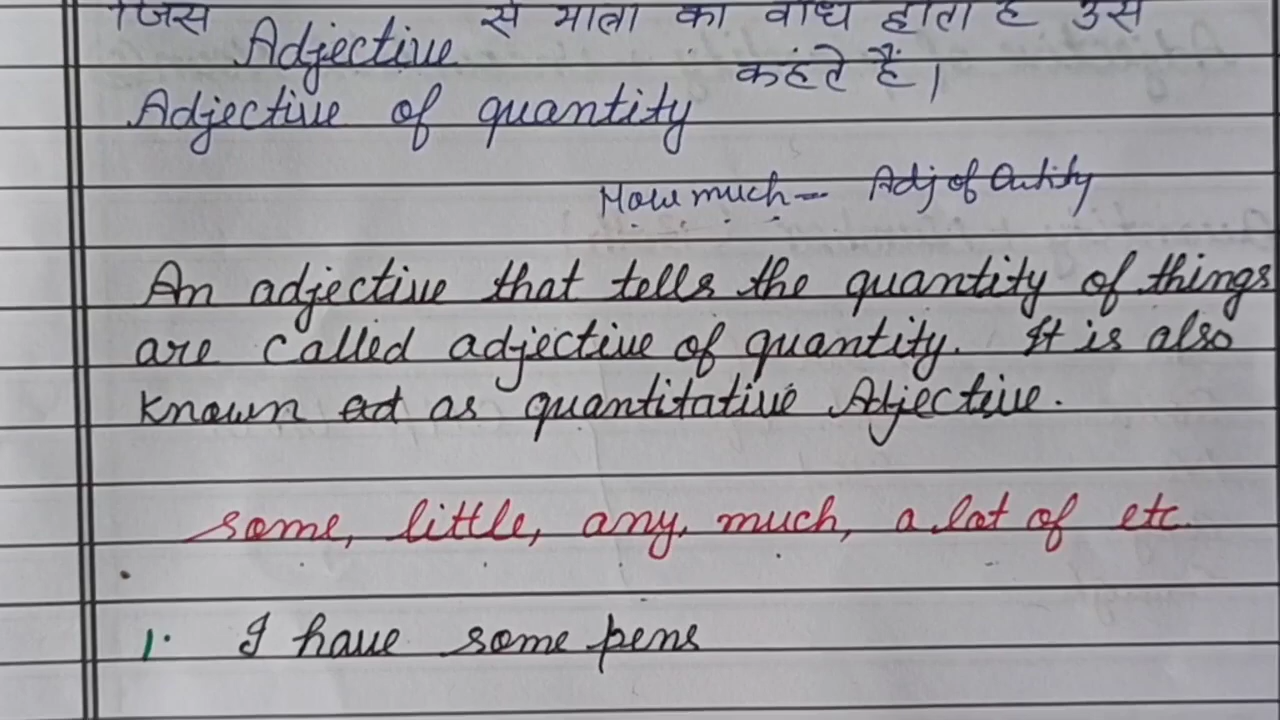 जिस Adjective से मात्रा का बोध होता है उसे
Adjective of quantity कहते हैं।
How much - Adj of Qntity
An adjective that tells the quantity of things
are called adjective of quantity. It is also
known as quantitative Adjective.
some, little, any, much, a lot of etc.
1. I have some pens